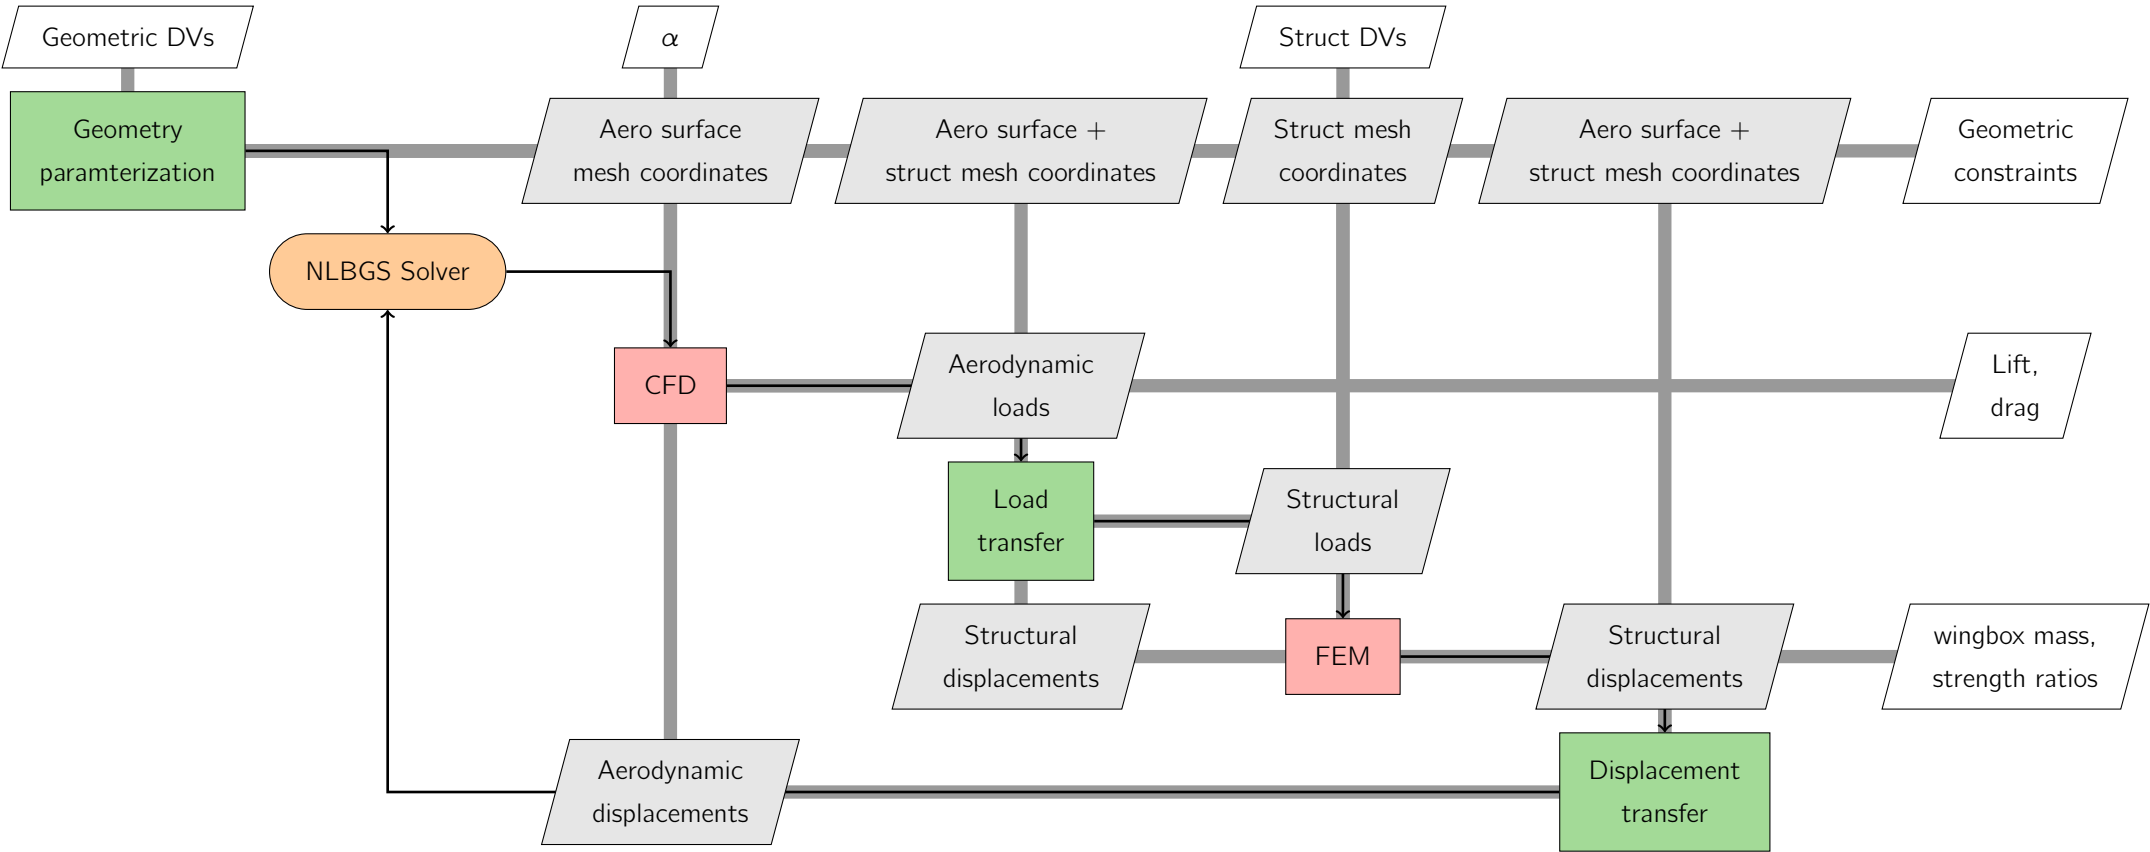 Geometric DVs
α
Struct DVs
Geometry
paramterization
Aero surface
mesh coordinates
Aero surface +
struct mesh coordinates
Struct mesh
coordinates
Aero surface +
struct mesh coordinates
Geometric
constraints
NLBGS Solver
CFD
Aerodynamic
loads
Lift,
drag
Load
transfer
Structural
loads
Structural
displacements
FEM
Structural
displacements
wingbox mass,
strength ratios
Aerodynamic
displacements
Displacement
transfer